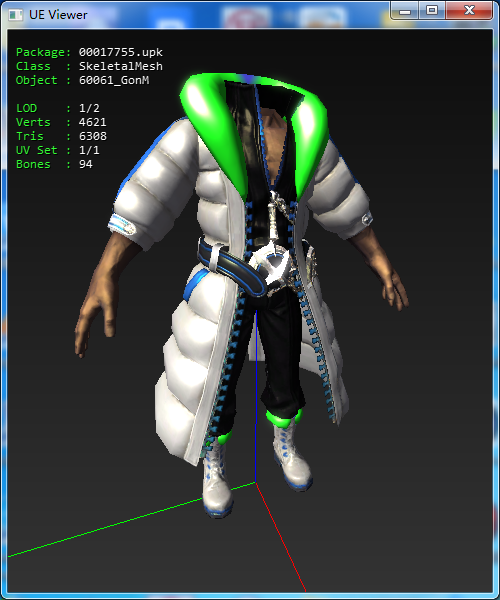 UE Viewer
Package: 00017755.upk
Class : SkeletalMesh
Object : 60061_GonM
LOD : 1/2
Verts : 4621
Tris : 6308
UV Set : 1/1
Bones : 94